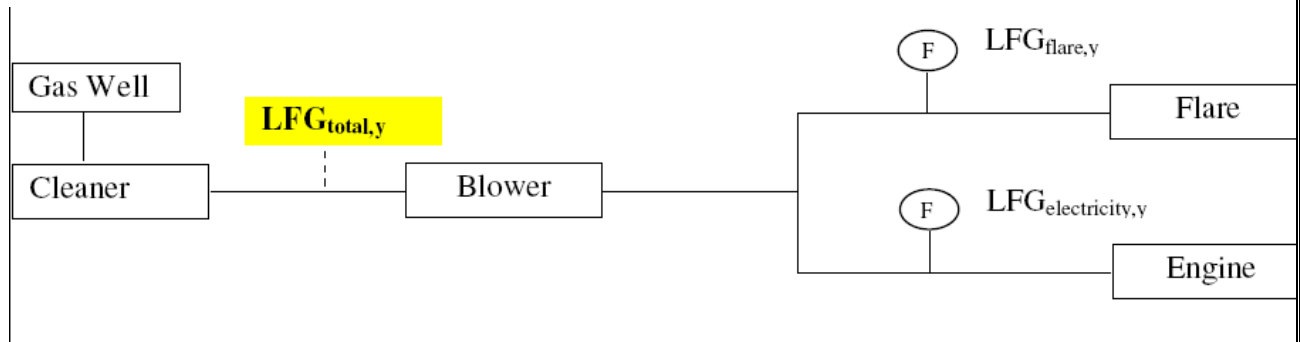 F
LFGflare,y
Gas Well
Flare
LFGtotal,y
Cleaner
Blower
F
LFGelectricity,y
Engine